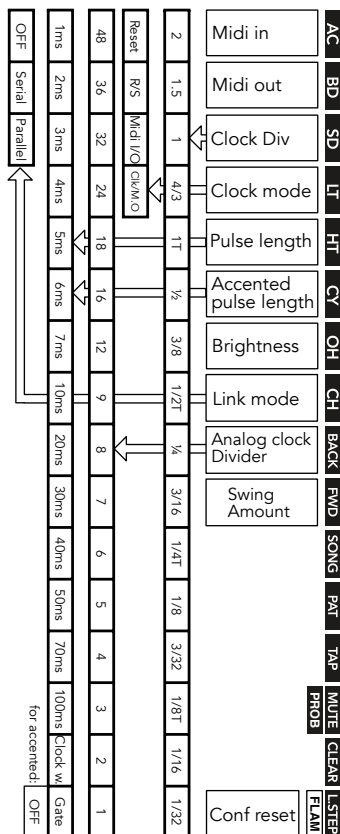 AC
BD
SD
LT
HT
CY
OH
CH
BACK
FWD
SONG
PAT
TAP
MUTE
PROB
CLEAR
L.STEP
FLAM
Midi in
Midi out
Clock Div
Clock mode
Pulse length
Accented
pulse length
Brightness
Link mode
Analog clock
Divider
Swing
Amount
Conf reset
2
1.5
1
4/3
1T
½
3/8
1/2T
¼
3/16
1/4T
1/8
3/32
1/8T
1/16
1/32
Reset
R/S
Midi I/O
Clk/M.O
48
36
32
24
18
16
12
9
8
7
6
5
4
3
2
1
1ms
2ms
3ms
4ms
5ms
6ms
7ms
10ms
20ms
30ms
40ms
50ms
70ms
100ms
Clock w.
Gate
OFF
Serial
Parallel
for accented:
OFF